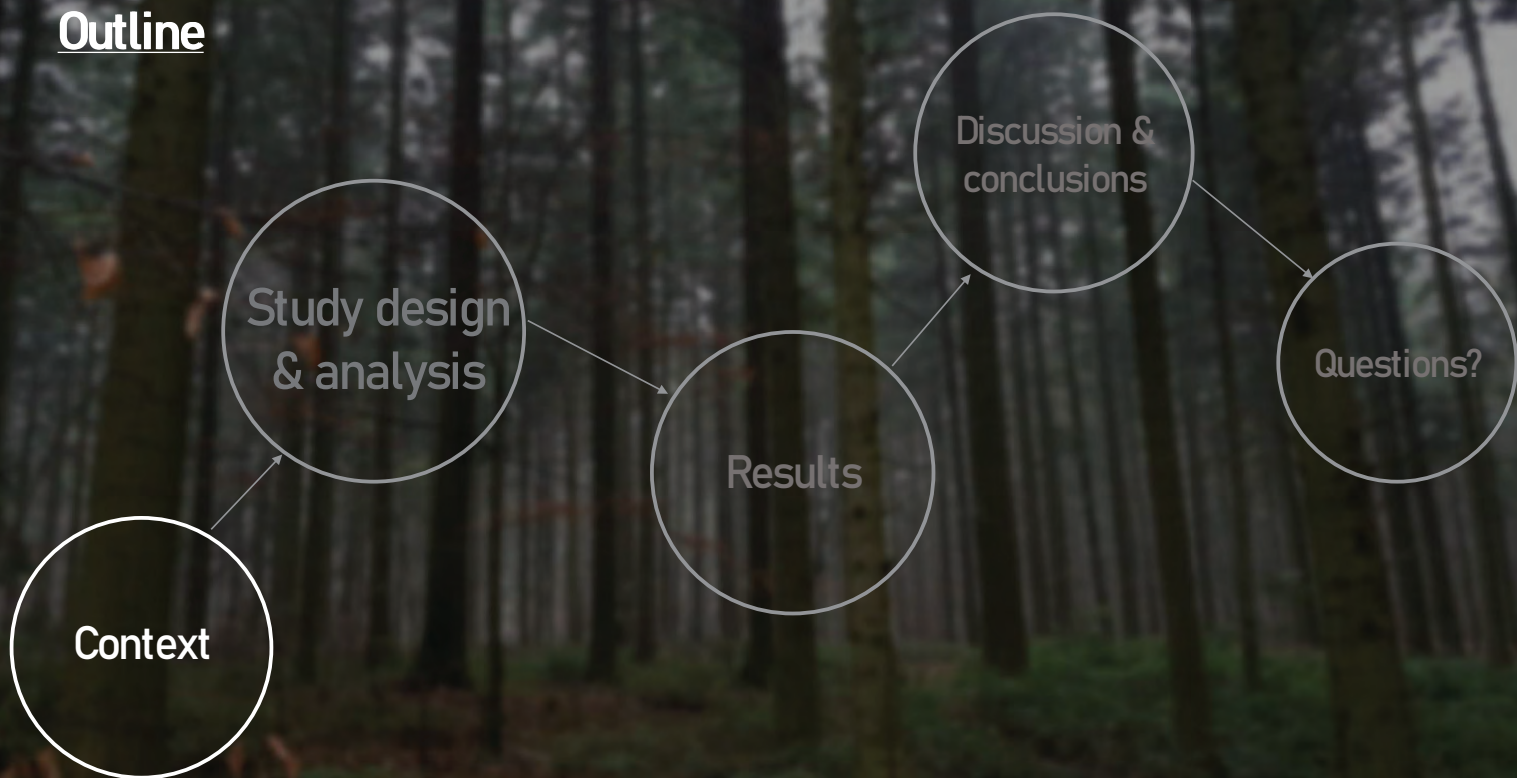 Outline
Context
Study design
& analysis
Results
Discussion &
conclusions
Questions?